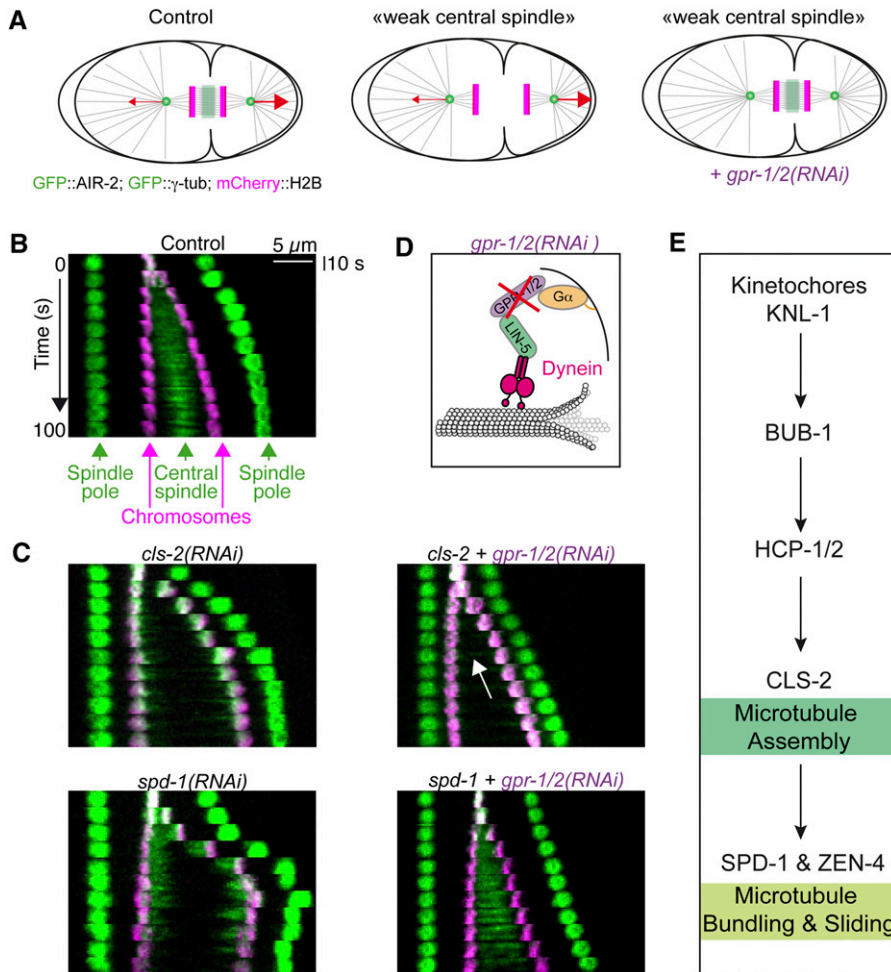 A
Control
«weak central spindle»
«weak central spindle»
GFP::AIR-2; GFP::γ-tub; mCherry::H2B
+ gpr-1/2(RNAi)
B
Control
5 µm
10 s
0
Time (s)
100
Spindle pole
Central spindle
Spindle pole
Chromosomes
C
cls-2(RNAi)
cls-2 + gpr-1/2(RNAi)
spd-1(RNAi)
spd-1 + gpr-1/2(RNAi)
D
gpr-1/2(RNAi )
GPR-1/2
Gα
LIN-5
Dynein
E
Kinetochores
KNL-1
BUB-1
HCP-1/2
CLS-2
Microtubule
Assembly
SPD-1 & ZEN-4
Microtubule
Bundling & Sliding